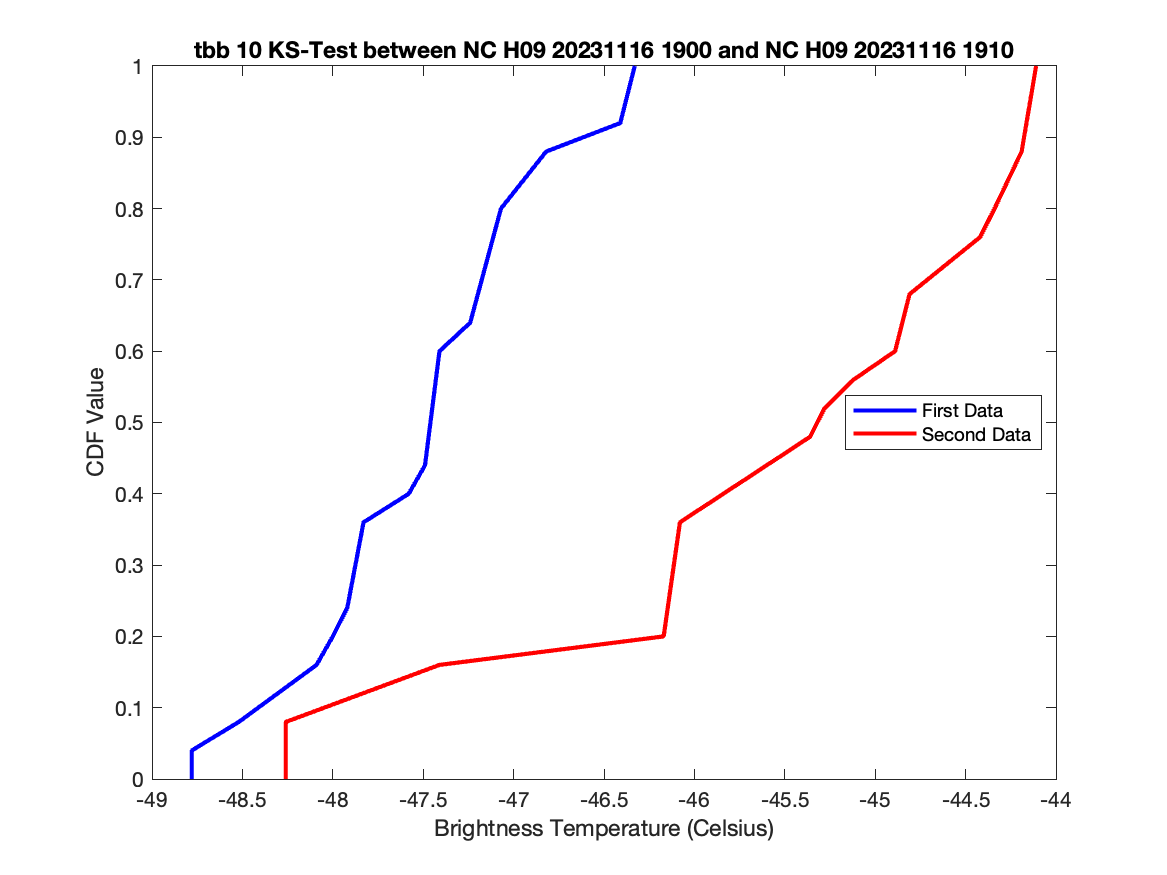 tbb 10 KS-Test between NC H09 20231116 1900 and NC H09 20231116 1910
1
0.9
0.8
0.7
0.6
0.5
0.4
0.3
0.2
0.1
0
CDF Value
First Data
Second Data
-49 -48.5 -48 -47.5 -47 -46.5 -46 -45.5 -45 -44.5 -44
Brightness Temperature (Celsius)